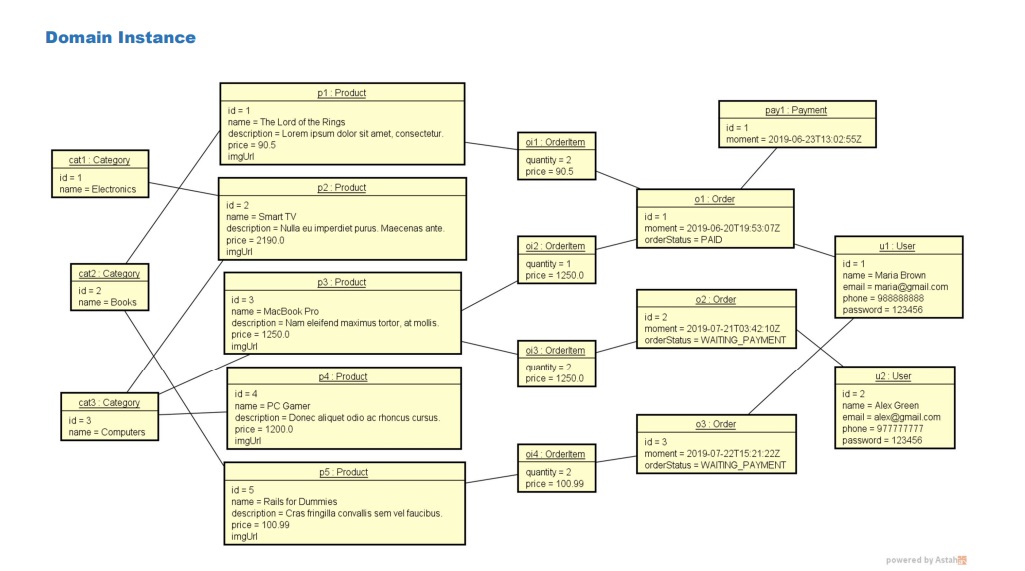 Domain Instance
p1 : Product
id = 1
name = The Lord of the Rings
description = Lorem ipsum dolor sit amet, consectetur.
price = 90.5
imgUrl
pay1 : Payment
id = 1
moment = 2019-06-23T13:02:55Z
oi1 : OrderItem
quantity = 2
price = 90.5
cat1 : Category
id = 1
name = Electronics
p2 : Product
id = 2
name = Smart TV
description = Nulla eu imperdiet purus. Maecenas ante.
price = 2190.0
imgUrl
o1 : Order
id = 1
moment = 2019-06-20T19:53:07Z
orderStatus = PAID
oi2 : OrderItem
quantity = 1
price = 1250.0
u1 : User
id = 1
name = Maria Brown
email = maria@gmail.com
phone = 988888888
password = 123456
cat2 : Category
id = 2
name = Books
p3 : Product
id = 3
name = MacBook Pro
description = Nam eleifend maximus tortor, at mollis.
price = 1250.0
imgUrl
o2 : Order
id = 2
moment = 2019-07-21T03:42:10Z
orderStatus = WAITING_PAYMENT
oi3 : OrderItem
quantity = 2
price = 1250.0
p4 : Product
id = 4
name = PC Gamer
description = Donec aliquet odio ac rhoncus cursus.
price = 1200.0
imgUrl
u2 : User
id = 2
name = Alex Green
email = alex@gmail.com
phone = 977777777
password = 123456
cat3 : Category
id = 3
name = Computers
o3 : Order
id = 3
moment = 2019-07-22T15:21:22Z
orderStatus = WAITING_PAYMENT
oi4 : OrderItem
quantity = 2
price = 100.99
p5 : Product
id = 5
name = Rails for Dummies
description = Cras fringilla convallis sem vel faucibus.
price = 100.99
imgUrl
powered by Astah